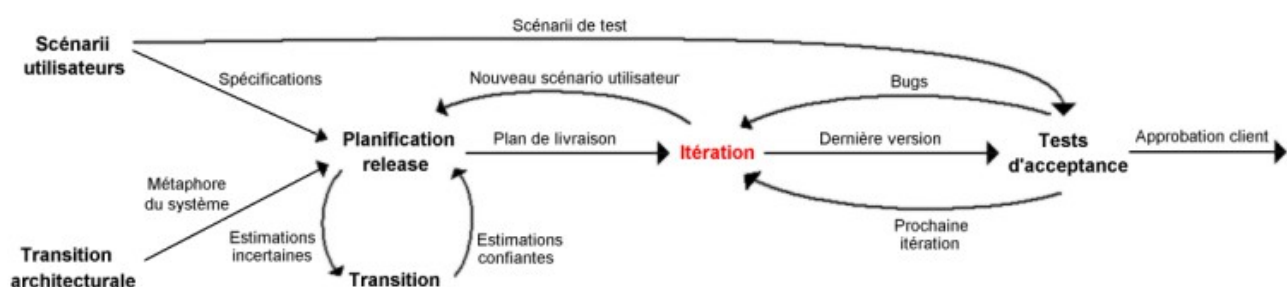 Scénarii de test
Scénarii
utilisateurs
Spécifications
Nouveau scénario utilisateur
Bugs
Planification
release
Plan de livraison
Itération
Dernière version
Tests
d'acceptance
Approbation client
Métaphore
du système
Estimations
incertaines
Estimations
confiantes
Prochaine
itération
Transition
architecturale
Transition